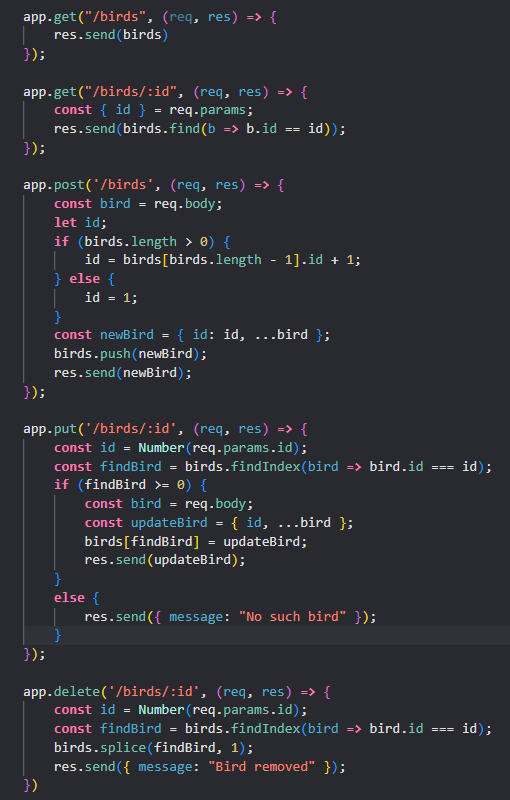 app.get("/birds", (req, res) => {
    res.send(birds)
});

app.get("/birds/:id", (req, res) => {
    const { id } = req.params;
    res.send(birds.find(b => b.id == id));
});

app.post('/birds', (req, res) => {
    const bird = req.body;
    let id;
    if (birds.length > 0) {
        id = birds[birds.length - 1].id + 1;
    } else {
        id = 1;
    }
    const newBird = { id: id, ...bird };
    birds.push(newBird);
    res.send(newBird);
});

app.put('/birds/:id', (req, res) => {
    const id = Number(req.params.id);
    const findBird = birds.findIndex(bird => bird.id === id);
    if (findBird >= 0) {
        const bird = req.body;
        const updateBird = { id, ...bird };
        birds[findBird] = updateBird;
        res.send(updateBird);
    }
    else {
        res.send({ message: "No such bird" });
    }
});

app.delete('/birds/:id', (req, res) => {
    const id = Number(req.params.id);
    const findBird = birds.findIndex(bird => bird.id === id);
    birds.splice(findBird, 1);
    res.send({ message: "Bird removed" });
})